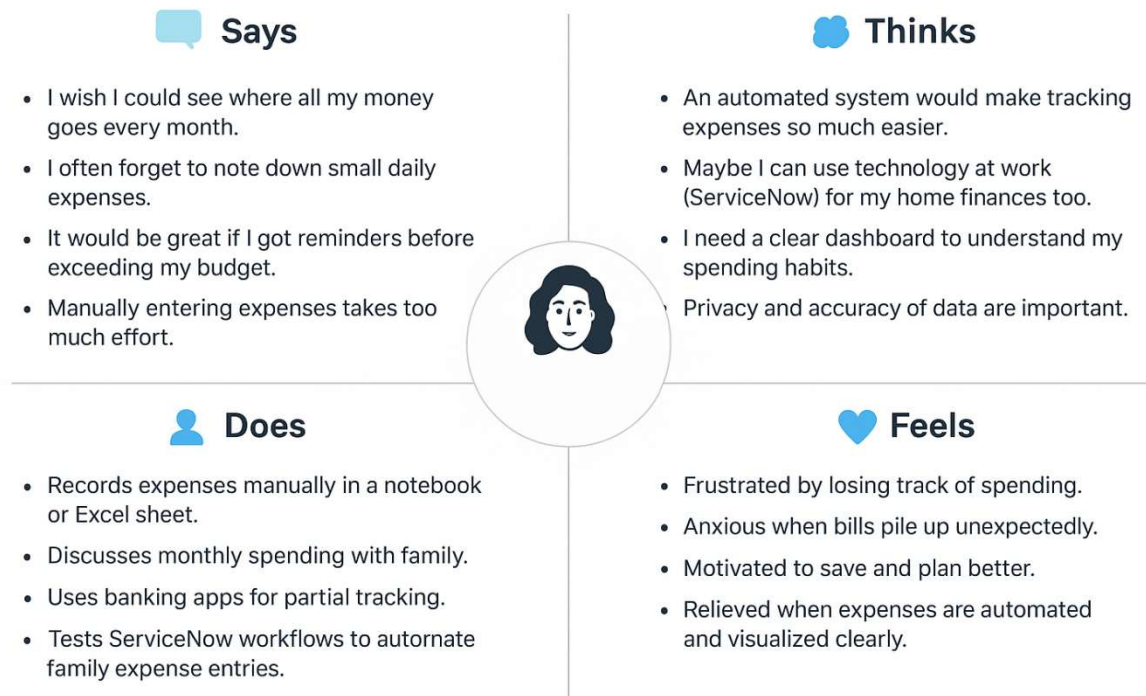 Says
• I wish I could see where all my money
goes every month.
• I often forget to note down small daily
expenses.
• It would be great if I got reminders before
exceeding my budget.
• Manually entering expenses takes too
much effort.
Thinks
• An automated system would make tracking
expenses so much easier.
• Maybe I can use technology at work
(ServiceNow) for my home finances too.
• I need a clear dashboard to understand my
spending habits.
• Privacy and accuracy of data are important.
Does
• Records expenses manually in a notebook
or Excel sheet.
• Discusses monthly spending with family.
• Uses banking apps for partial tracking.
• Tests ServiceNow workflows to autornate
family expense entries.
Feels
• Frustrated by losing track of spending.
• Anxious when bills pile up unexpectedly.
• Motivated to save and plan better.
• Relieved when expenses are automated
and visualized clearly.